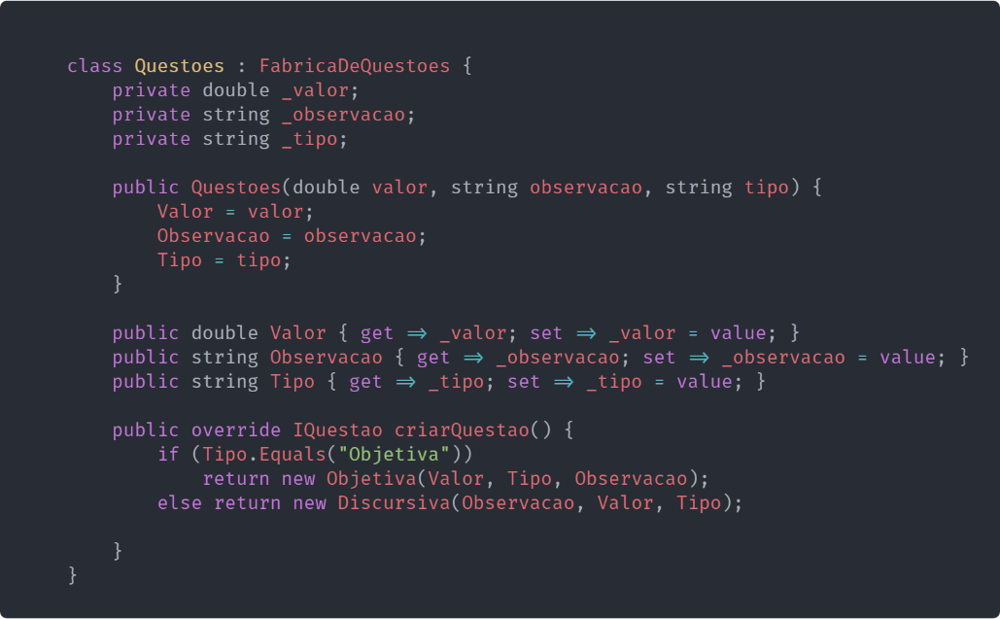 class Questoes : FabricaDeQuestoes {
    private double _valor;
    private string _observacao;
    private string _tipo;

    public Questoes(double valor, string observacao, string tipo) {
        Valor = valor;
        Observacao = observacao;
        Tipo = tipo;
    }

    public double Valor { get => _valor; set => _valor = value; }
    public string Observacao { get => _observacao; set => _observacao = value; }
    public string Tipo { get => _tipo; set => _tipo = value; }

    public override IQuestao criarQuestao() {
        if (Tipo.Equals("Objetiva"))
            return new Objetiva(Valor, Tipo, Observacao);
        else return new Discursiva(Observacao, Valor, Tipo);

    }
}